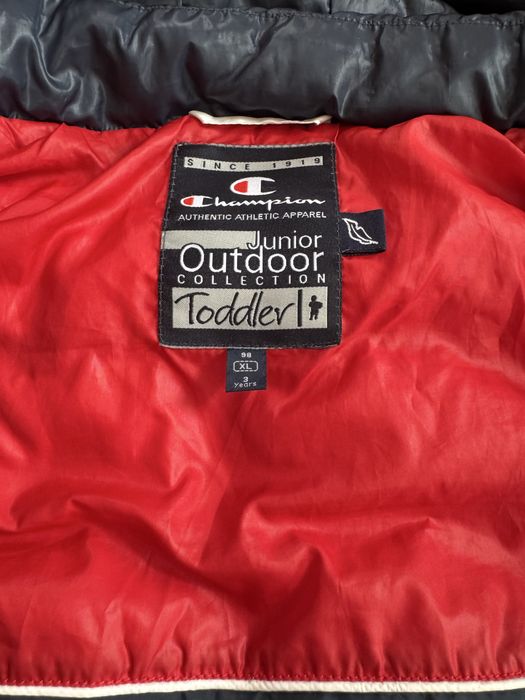 SINCE 1919
Champion
AUTHENTIC ATHLETIC APPAREL
Junior
Outdoor
COLLECTION
Toddler
98
XL
3
Years